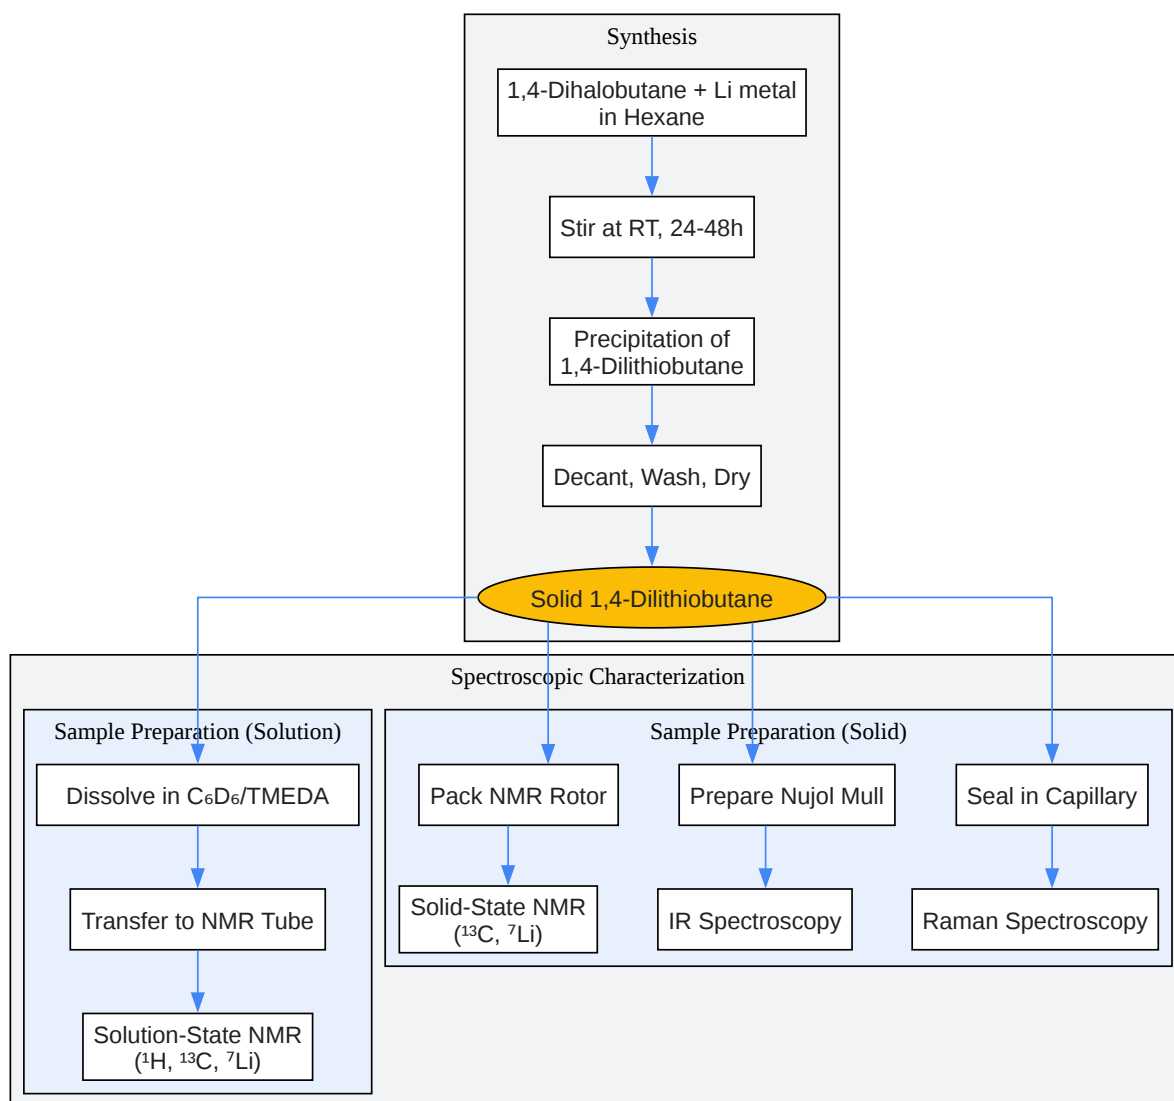 Synthesis
1,4-Dihalobutane + Li metal
in Hexane
Stir at RT, 24-48h
Precipitation of
1,4-Dilithiobutane
Decant, Wash, Dry
Solid 1,4-Dilithiobutane
Spectroscopic Characterization
Sample Preparation (Solution)
Dissolve in C₆D₆/TMEDA
Transfer to NMR Tube
Solution-State NMR
(¹H, ¹³C, ⁷Li)
Sample Preparation (Solid)
Pack NMR Rotor
Solid-State NMR
(¹³C, ⁷Li)
Prepare Nujol Mull
IR Spectroscopy
Seal in Capillary
Raman Spectroscopy